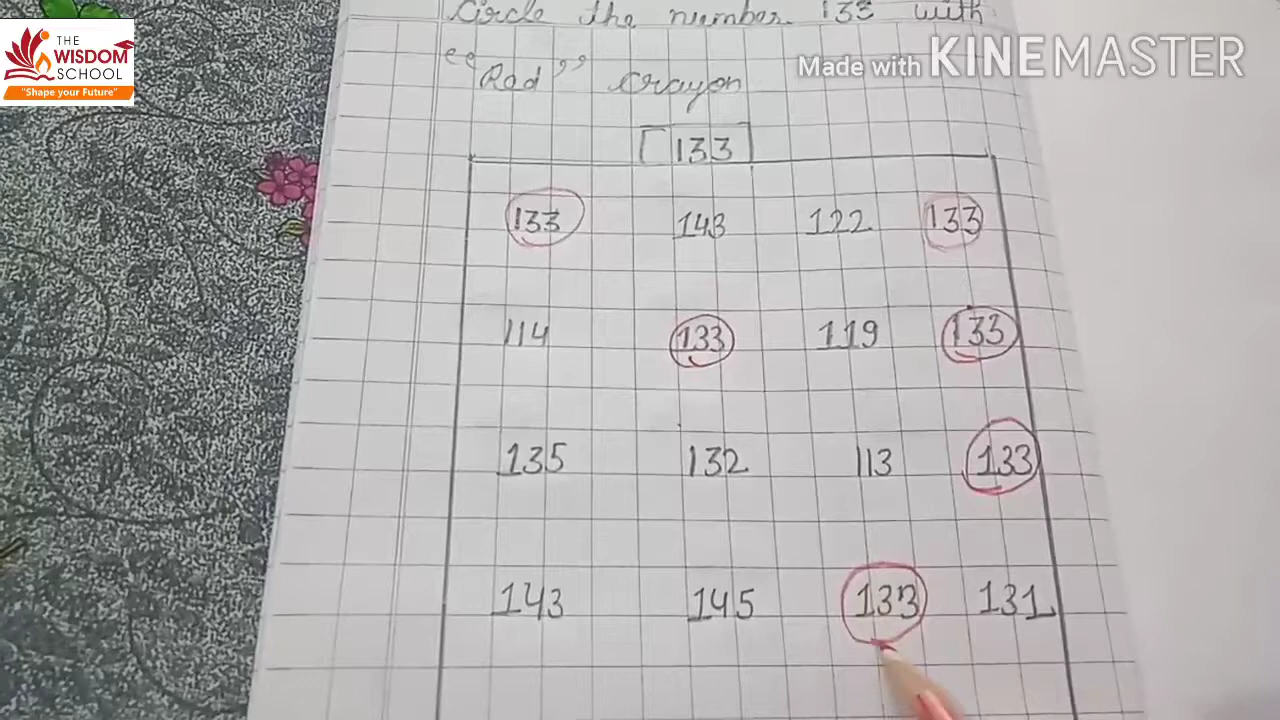 Circle the number 133 with
"Red" Crayon
THE
WISDOM
SCHOOL
"Shape your Future"
Made with KINEMASTER
133
133 143 122 133
114 133 119 133
135 132 113 133
143 145 133 131